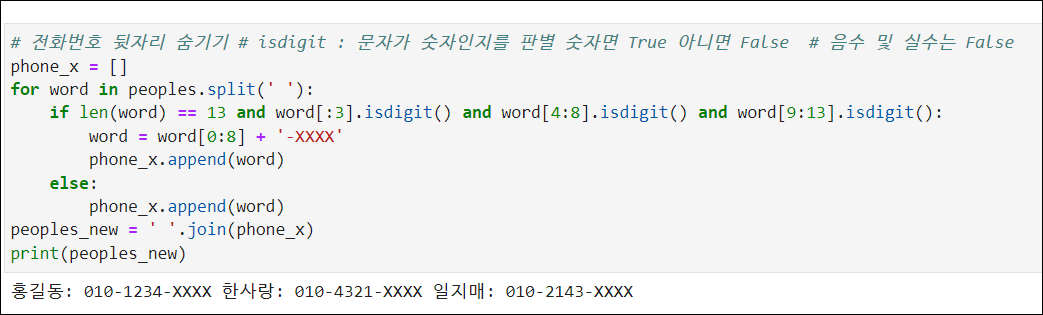 # 전화번호 뒷자리 숨기기 # isdigit : 문자가 숫자인지를 판별 숫자면 True 아니면 False  # 음수 및 실수는 False
phone_x = []
for word in peoples.split(' '):
    if len(word) == 13 and word[:3].isdigit() and word[4:8].isdigit() and word[9:13].isdigit():
        word = word[0:8] + '-XXXX'
        phone_x.append(word)
    else:
        phone_x.append(word)
peoples_new = ' '.join(phone_x)
print(peoples_new)
홍길동: 010-1234-XXXX 한사랑: 010-4321-XXXX 일지매: 010-2143-XXXX